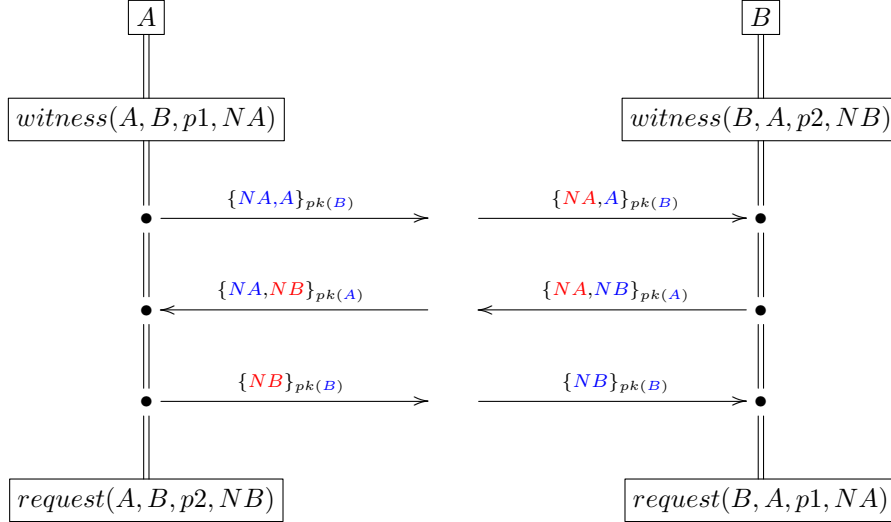 A B
witness(A, B, p1, NA) witness(B, A, p2, NB)
{NA,A}pk(B) {NA,A}pk(B)
{NA,NB}pk(A) {NA,NB}pk(A)
{NB}pk(B) {NB}pk(B)
request(A, B, p2, NB) request(B, A, p1, NA)